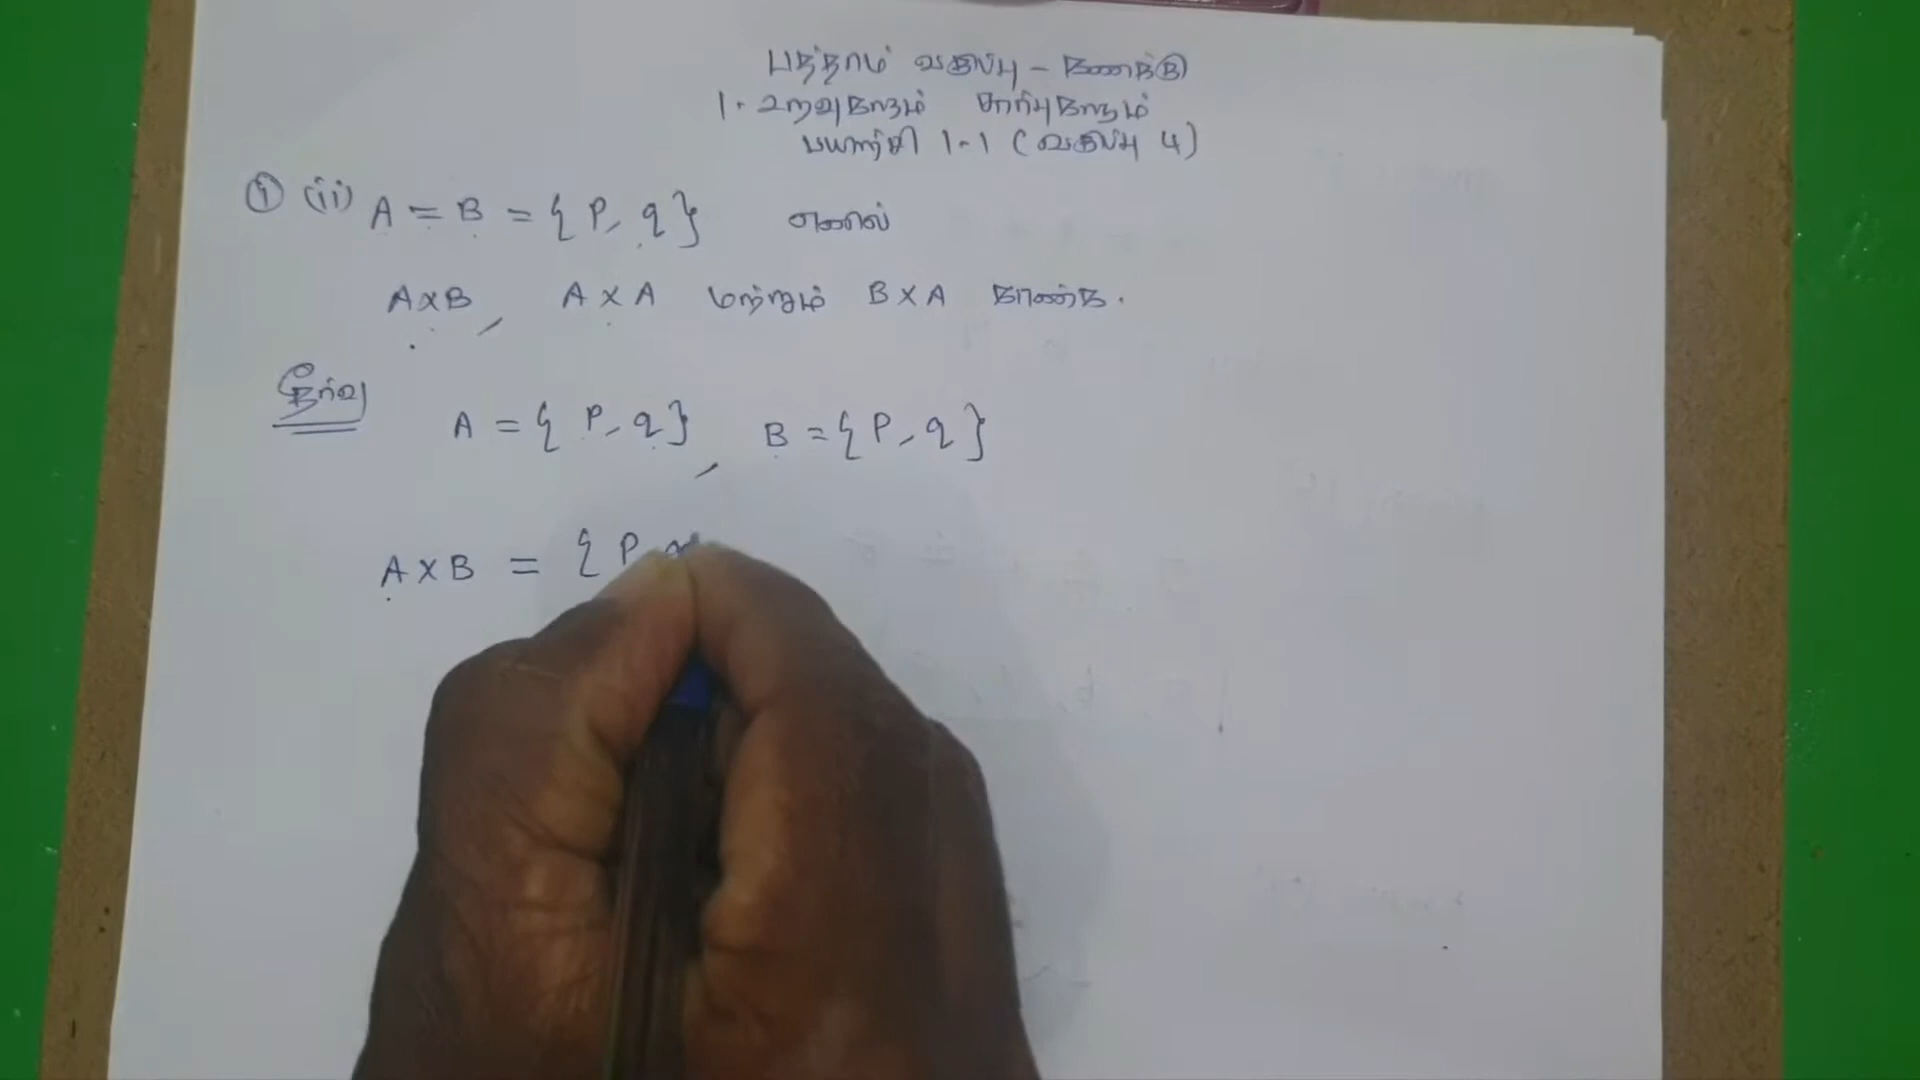 பத்தாம் வகுப்பு - கணக்கு
1. உறவுகளும் சார்புகளும்
பயிற்சி 1.1 (வகுப்பு 4)
① (ii) A = B = {P, q} எனில்
A×B, A×A மற்றும் B×A காண்க.
தீர்வு
A = {P, q}, B = {P, q}
A×B = {P, q